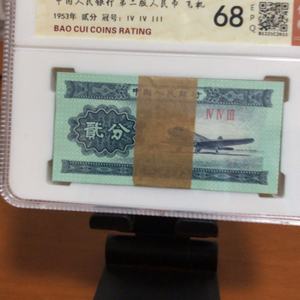 中国人民银行 第二版人民币 飞机
1953年 贰分 冠号: IV IV III
BAO CUI COINS RATING
68
E
P
Q
中国人民银行
IV IV III
贰分